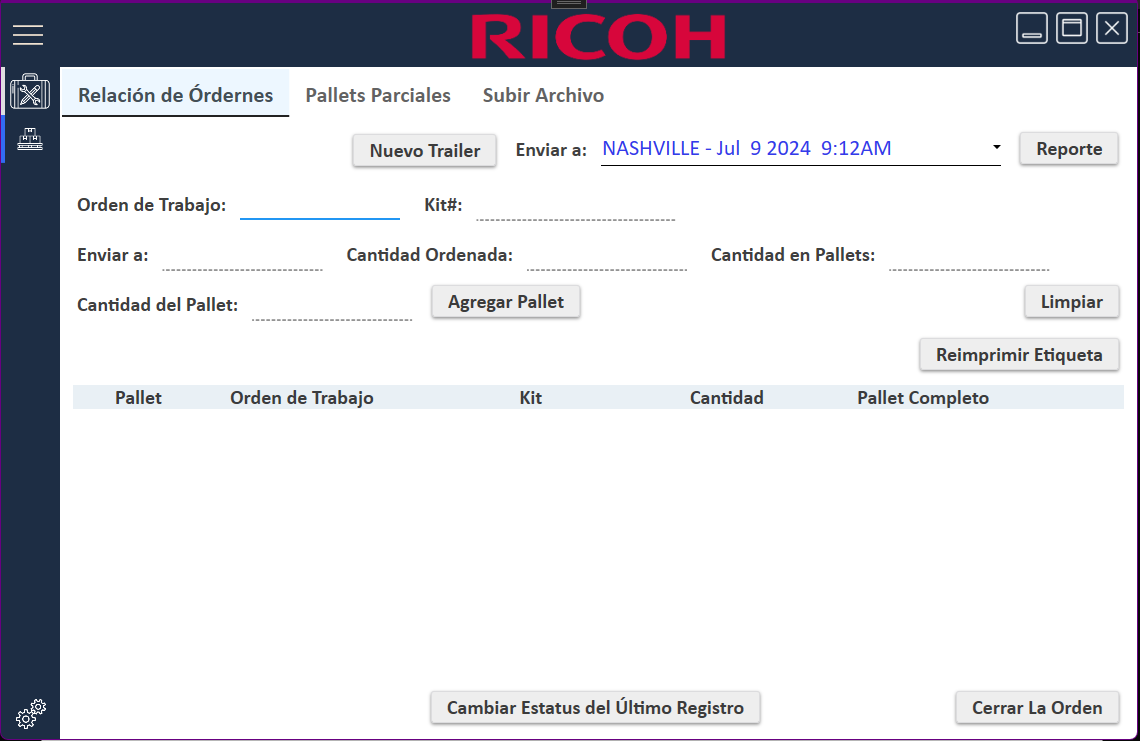 RICOH
Relación de Órdernes Pallets Parciales Subir Archivo
Nuevo Trailer Enviar a: NASHVILLE - Jul  9 2024  9:12AM Reporte
Orden de Trabajo: Kit#:
Enviar a: Cantidad Ordenada: Cantidad en Pallets:
Cantidad del Pallet: Agregar Pallet Limpiar
Reimprimir Etiqueta
Pallet Orden de Trabajo Kit Cantidad Pallet Completo
Cambiar Estatus del Último Registro Cerrar La Orden